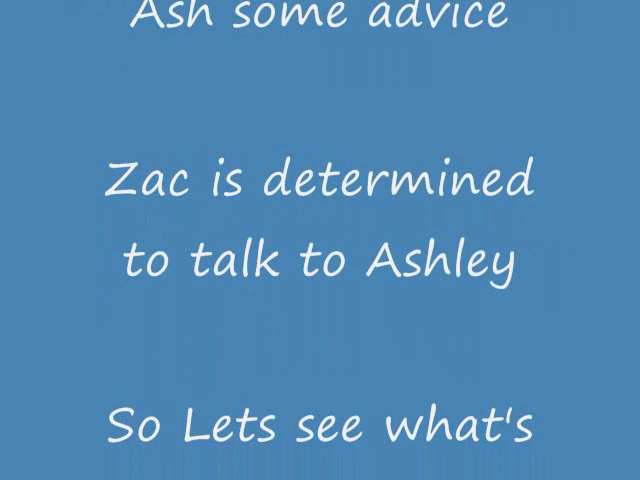 Ash some advice
Zac is determined
to talk to Ashley
So Lets see what's